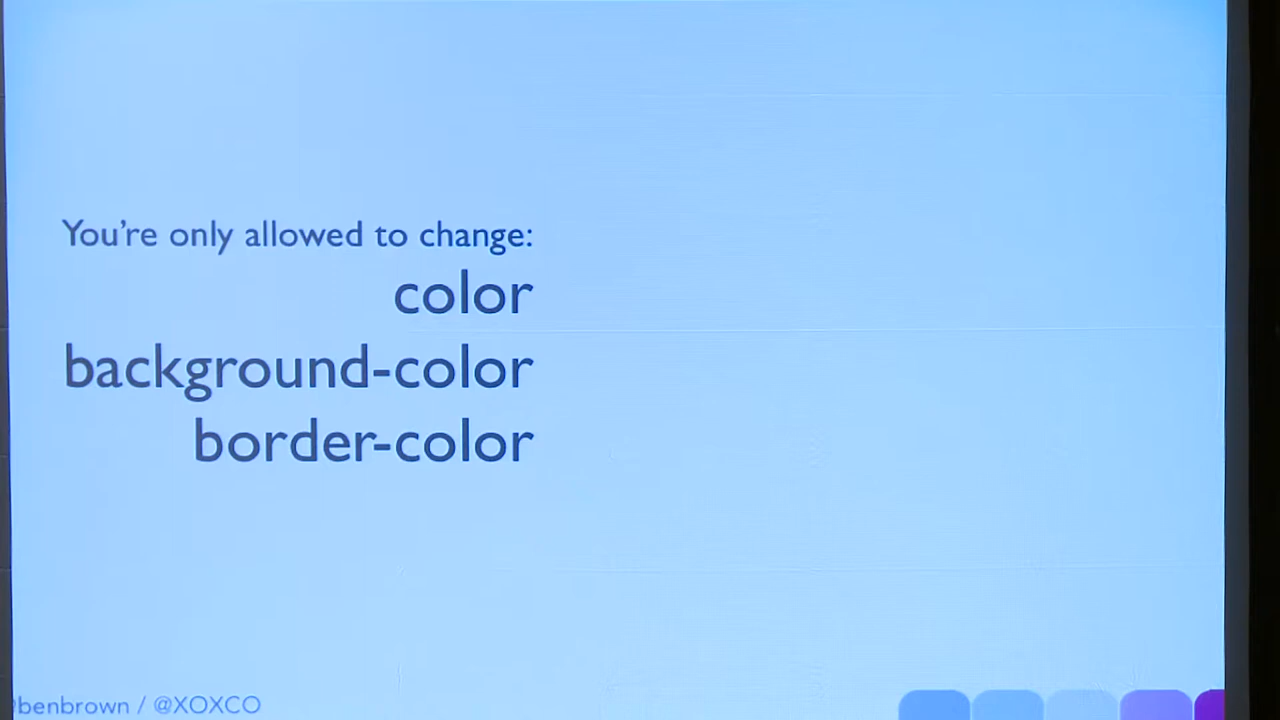 You're only allowed to change:
color
background-color
border-color
@benbrown / @XOXCO